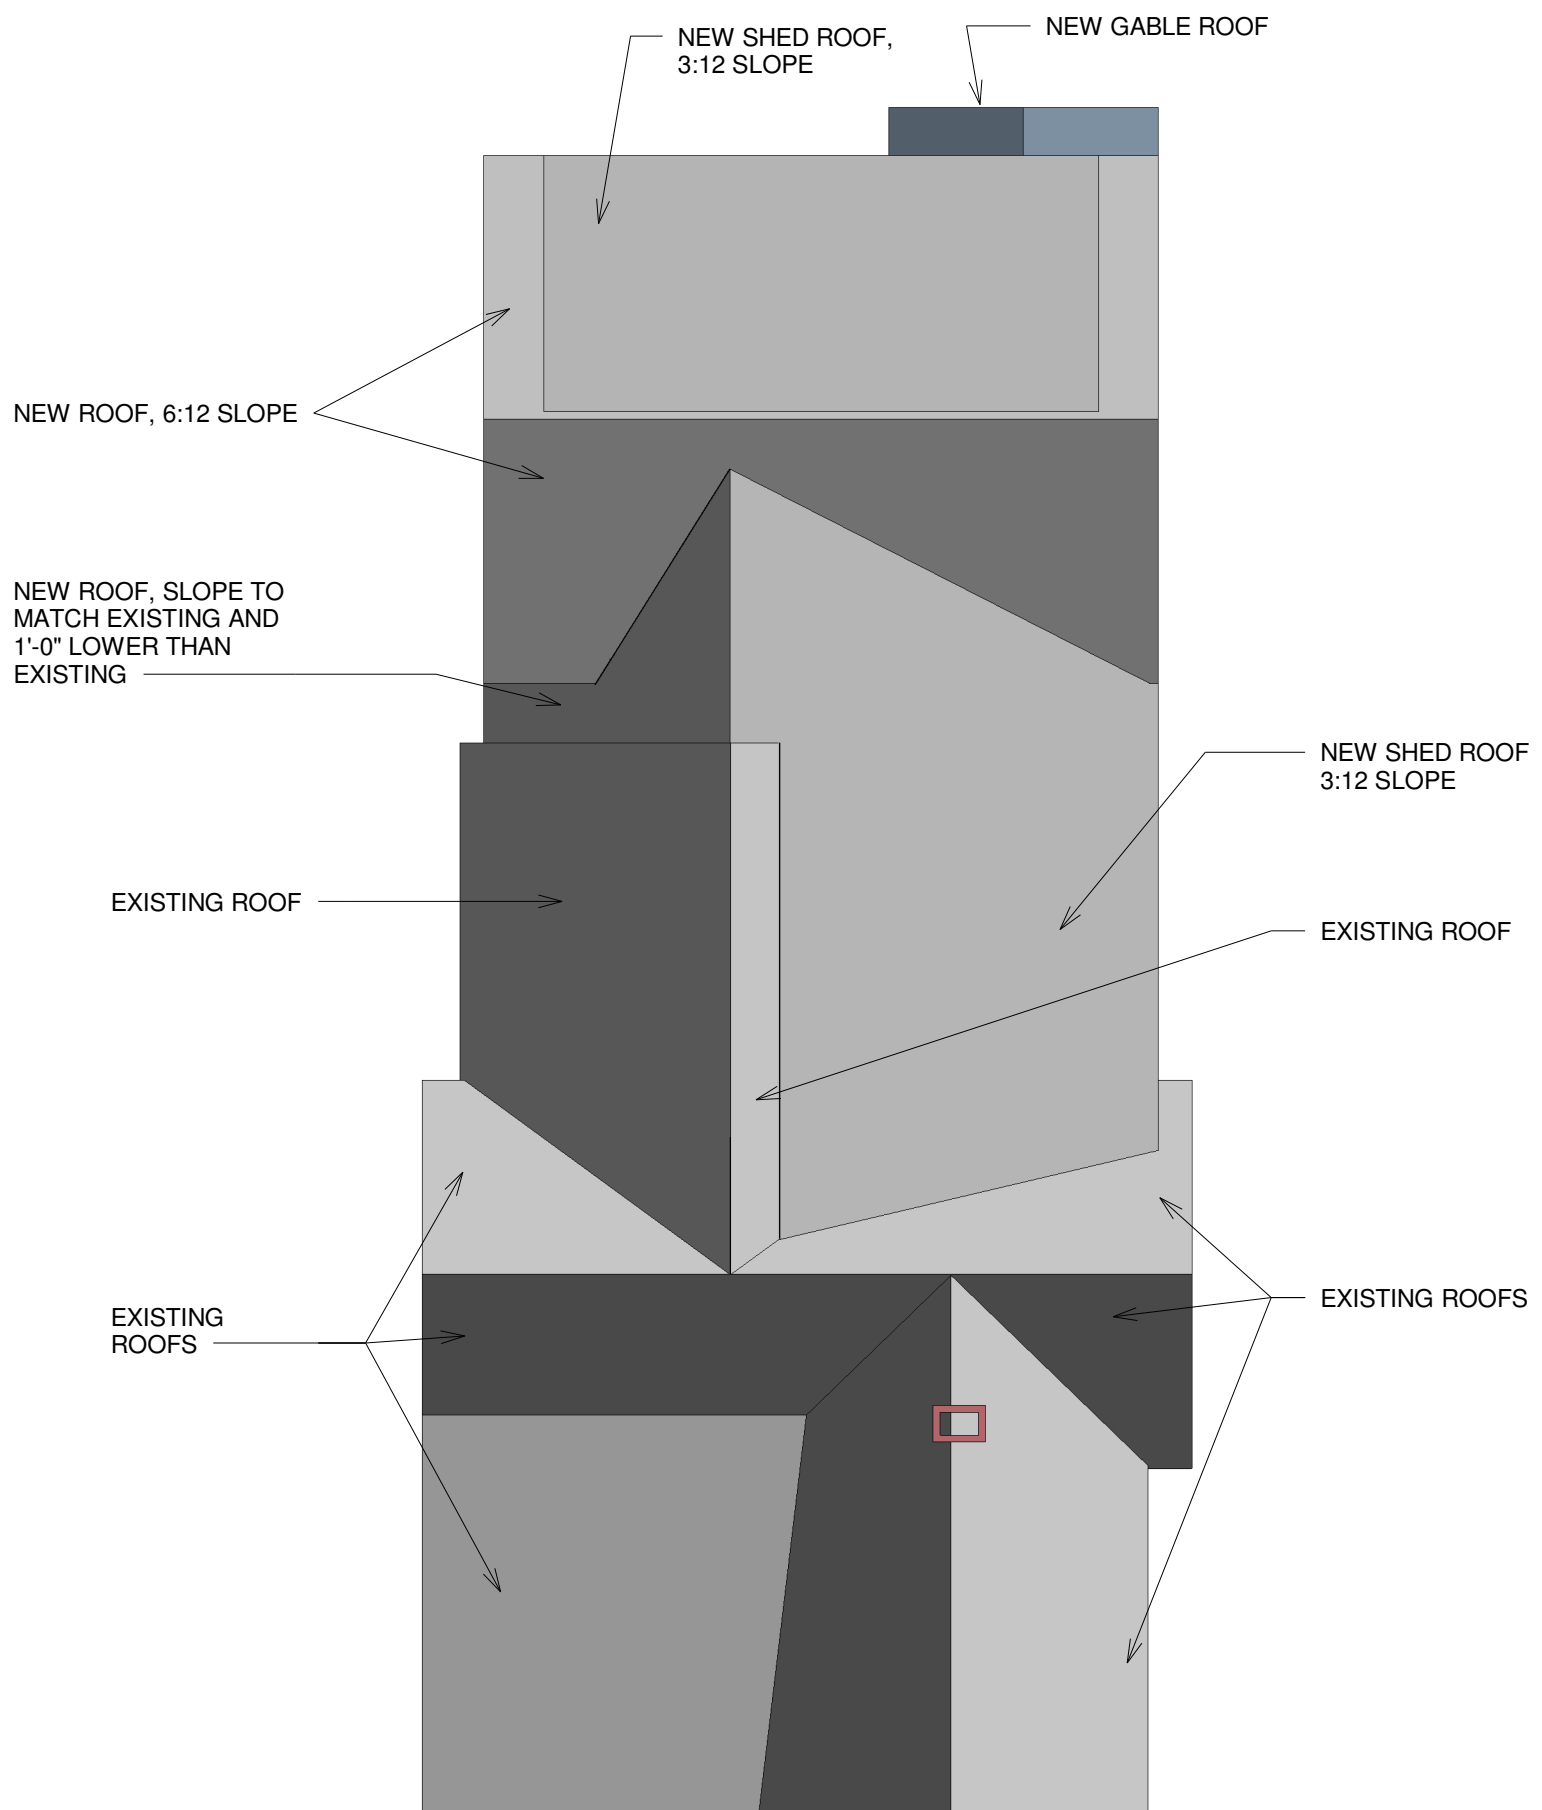 NEW GABLE ROOF
NEW SHED ROOF,
3:12 SLOPE
NEW ROOF, 6:12 SLOPE
NEW ROOF, SLOPE TO
MATCH EXISTING AND
1'-0" LOWER THAN
EXISTING
NEW SHED ROOF
3:12 SLOPE
EXISTING ROOF
EXISTING ROOF
EXISTING ROOFS
EXISTING
ROOFS